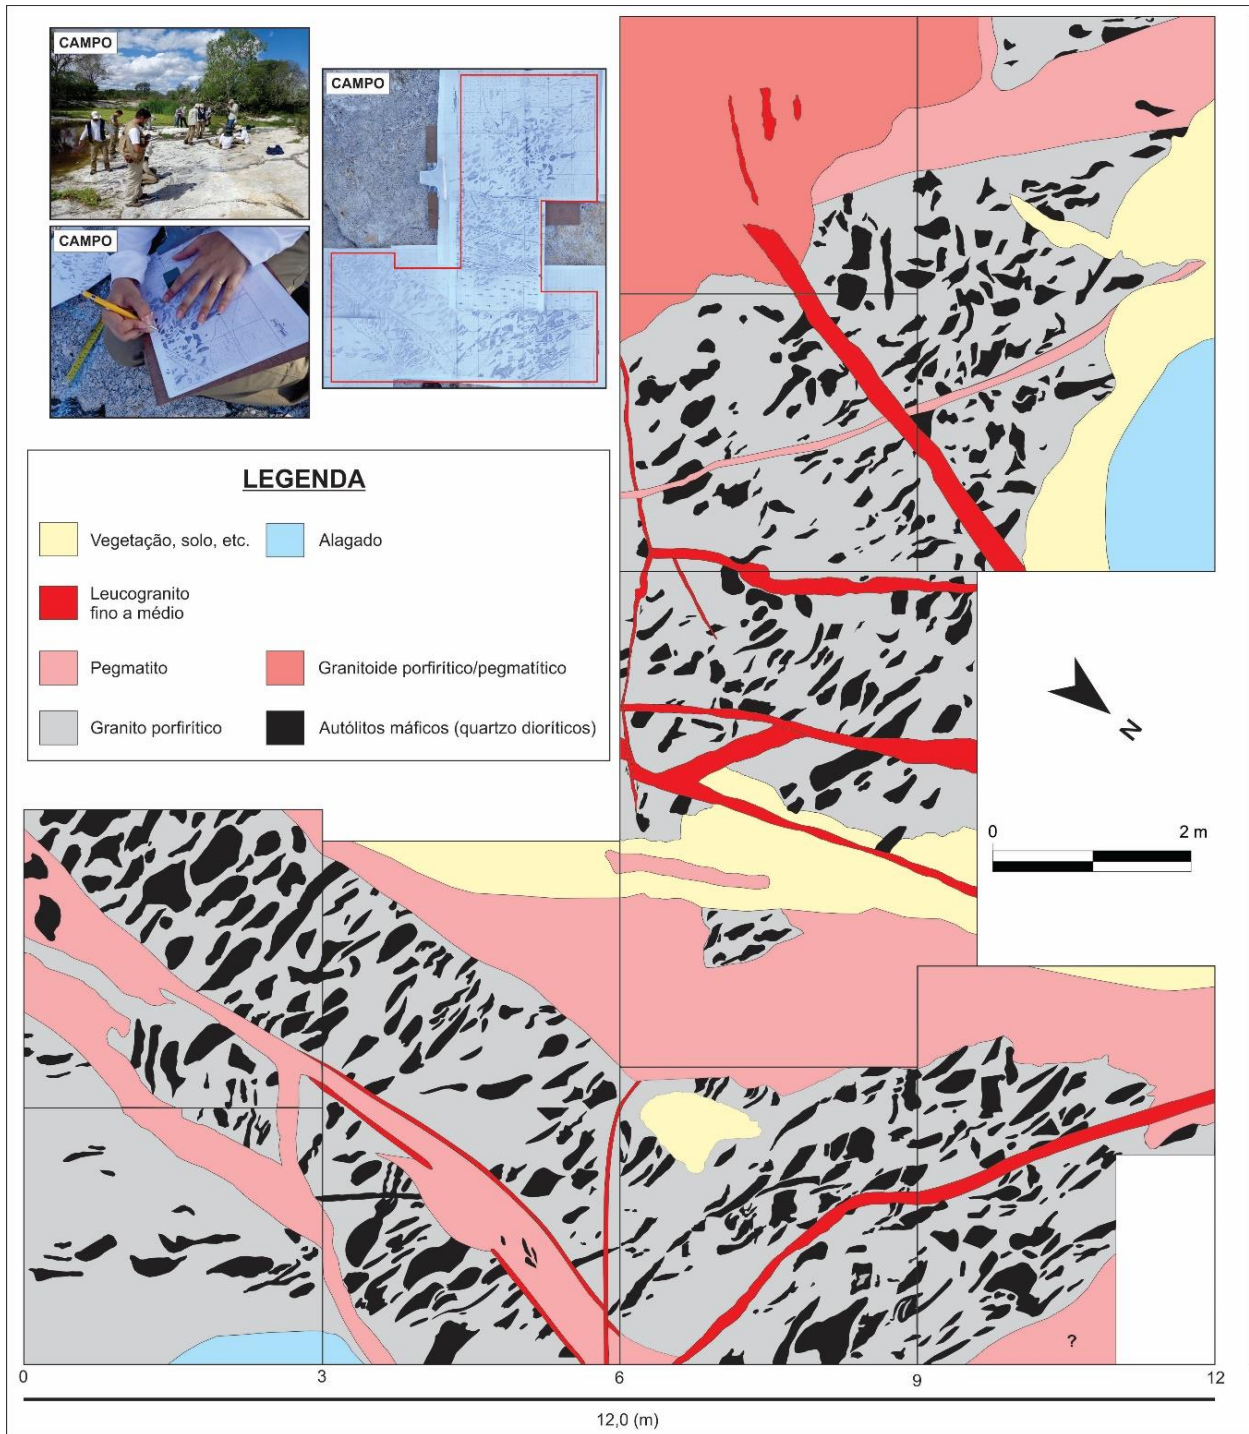 CAMPO
CAMPO
CAMPO
LEGENDA
Vegetação, solo, etc.
Alagado
Leucogranito
fino a médio
Pegmatito
Granitoide porfirítico/pegmatítico
Granito porfirítico
Autólitos máficos (quartzo dioríticos)
N
0 2 m
?
0 3 6 9 12
12,0 (m)